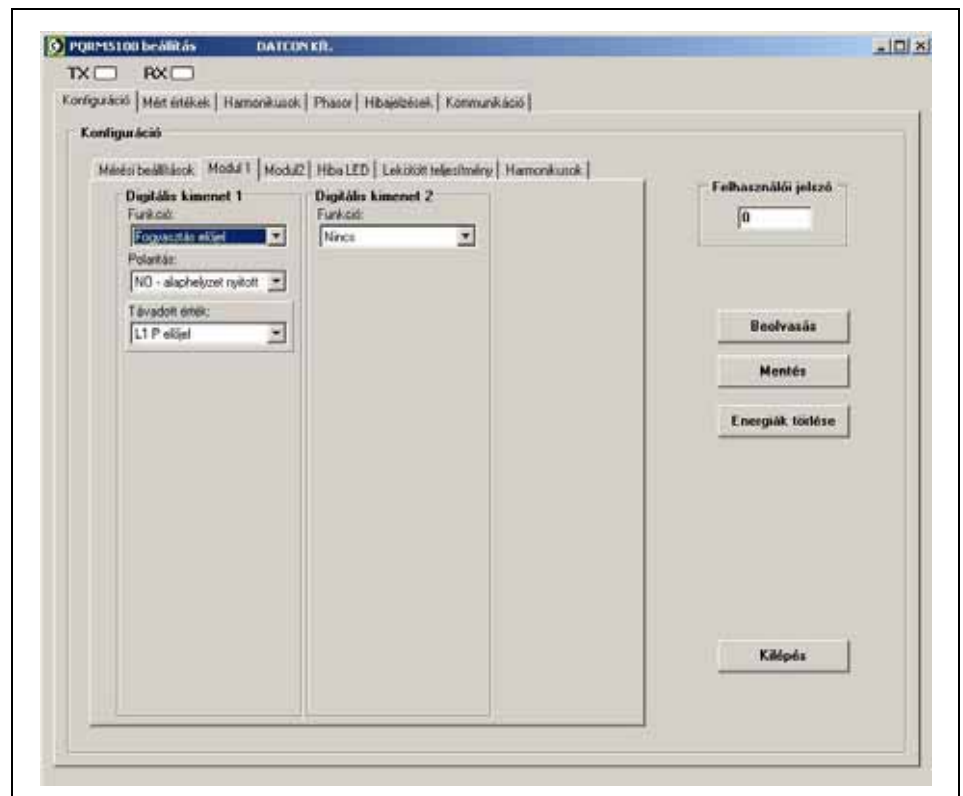 PQRM5100 beállítás DATCON Kft.
TX RX
Konfiguráció Mért értékek Harmonikusok Phasor Hibajelzések Kommunikáció
Konfiguráció
Mérési beállítások Modul 1 Modul2 Hiba LED Lekötött teljesítmény Harmonikusok
Digitális kimenet 1 Digitális kimenet 2
Funkció: Funkció:
Fogyasztás előjel Nincs
Polaritás:
NO - alaphelyzet nyitott
Távadott érték:
L1 P előjel
Felhasználói jelszó
0
Beolvasás
Mentés
Energiák törlése
Kilépés